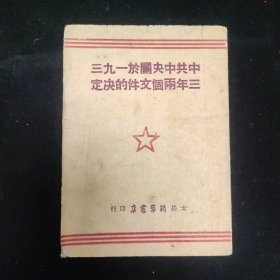 中共中央關於一九三
三年兩個文件的决定
太岳新華書店印行